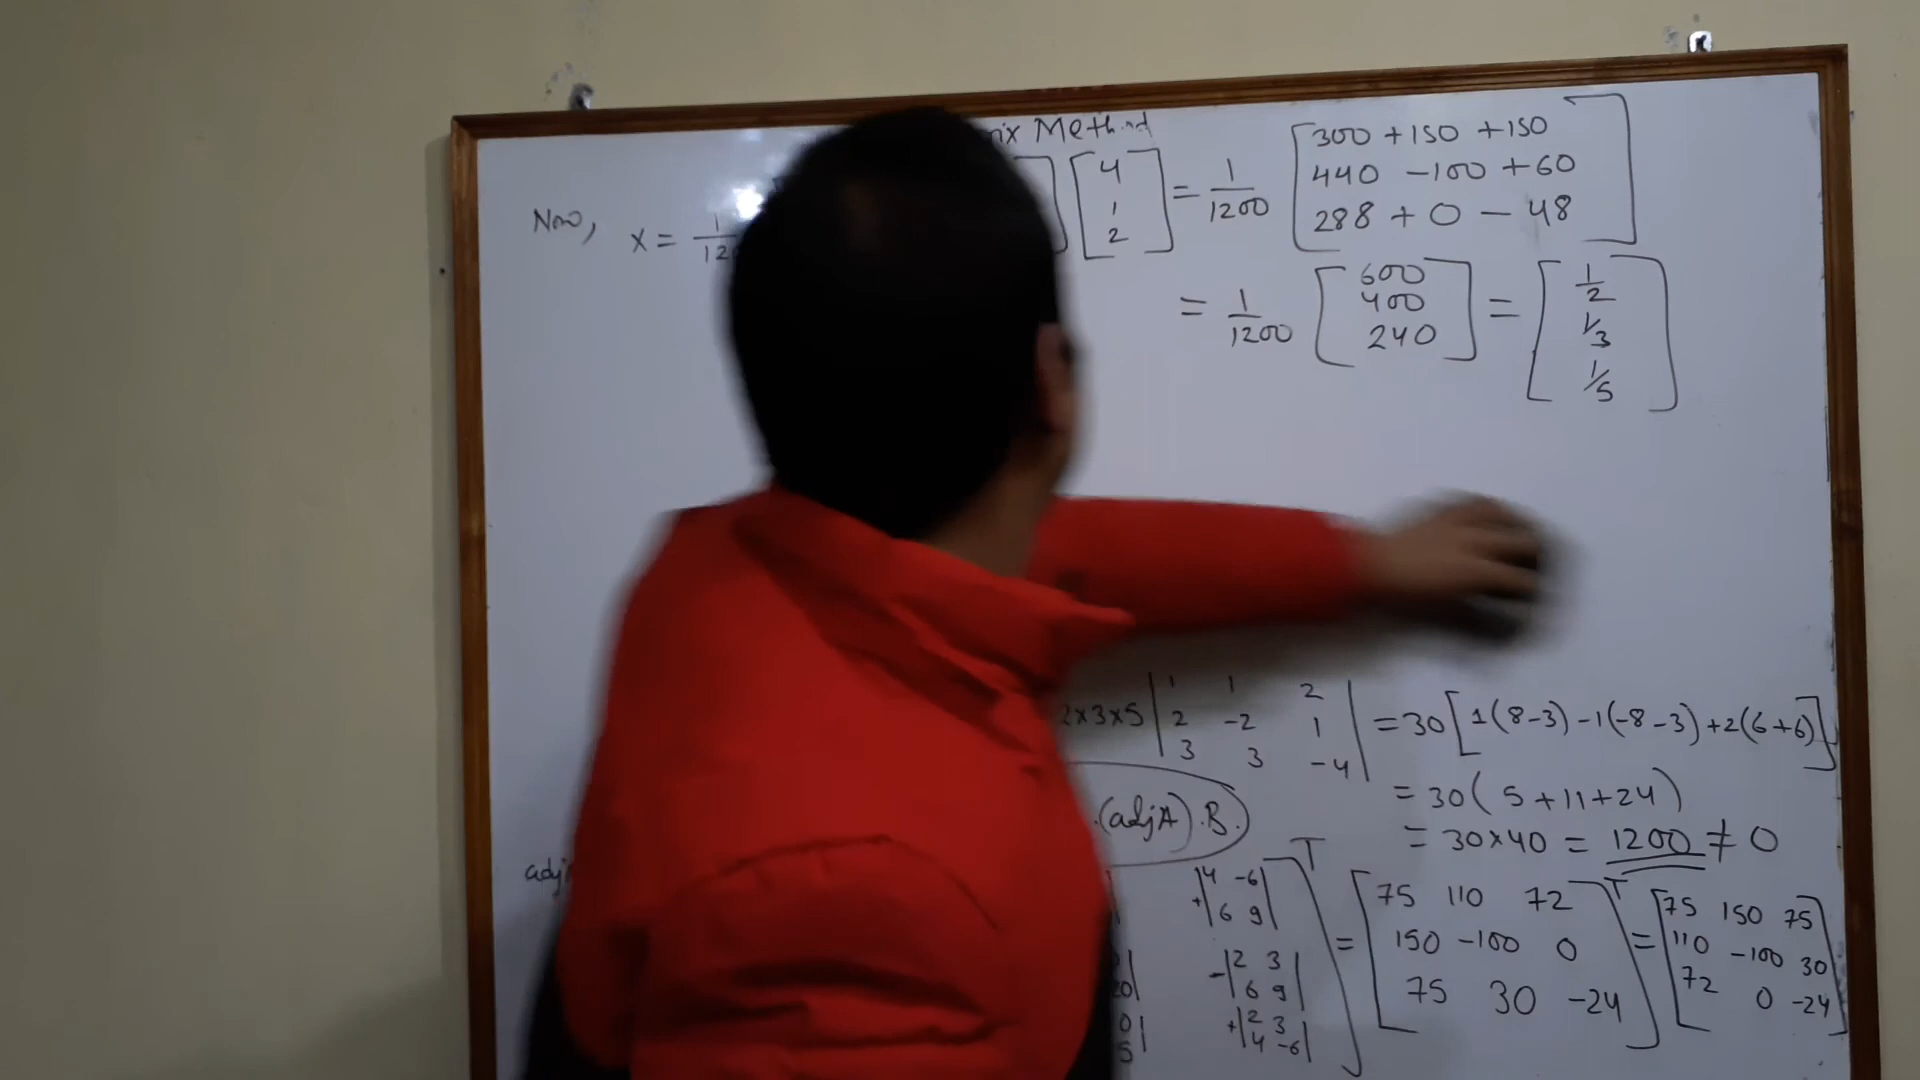 Method
Now, x = 1/12 [4 1 2] = 1/1200 [300 + 150 + 150
440 - 100 + 60
288 + 0 - 48]
= 1/1200 [600
400
240] = [1/2
1/3
1/5]
2x3x5 |1 1 2
2 -2 1
3 3 -4| = 30[1(8-3) -1(-8-3) +2(6+6)]
= 30(5+11+24)
= 30x40 = 1200 ≠ 0
.(adjA).B.
adj
+|4 -6
6 9|
-|2 3
6 9|
+|2 3
4 -6|
]T = [75 110 72
150 -100 0
75 30 -24]T = [75 150 75
110 -100 30
72 0 -24]